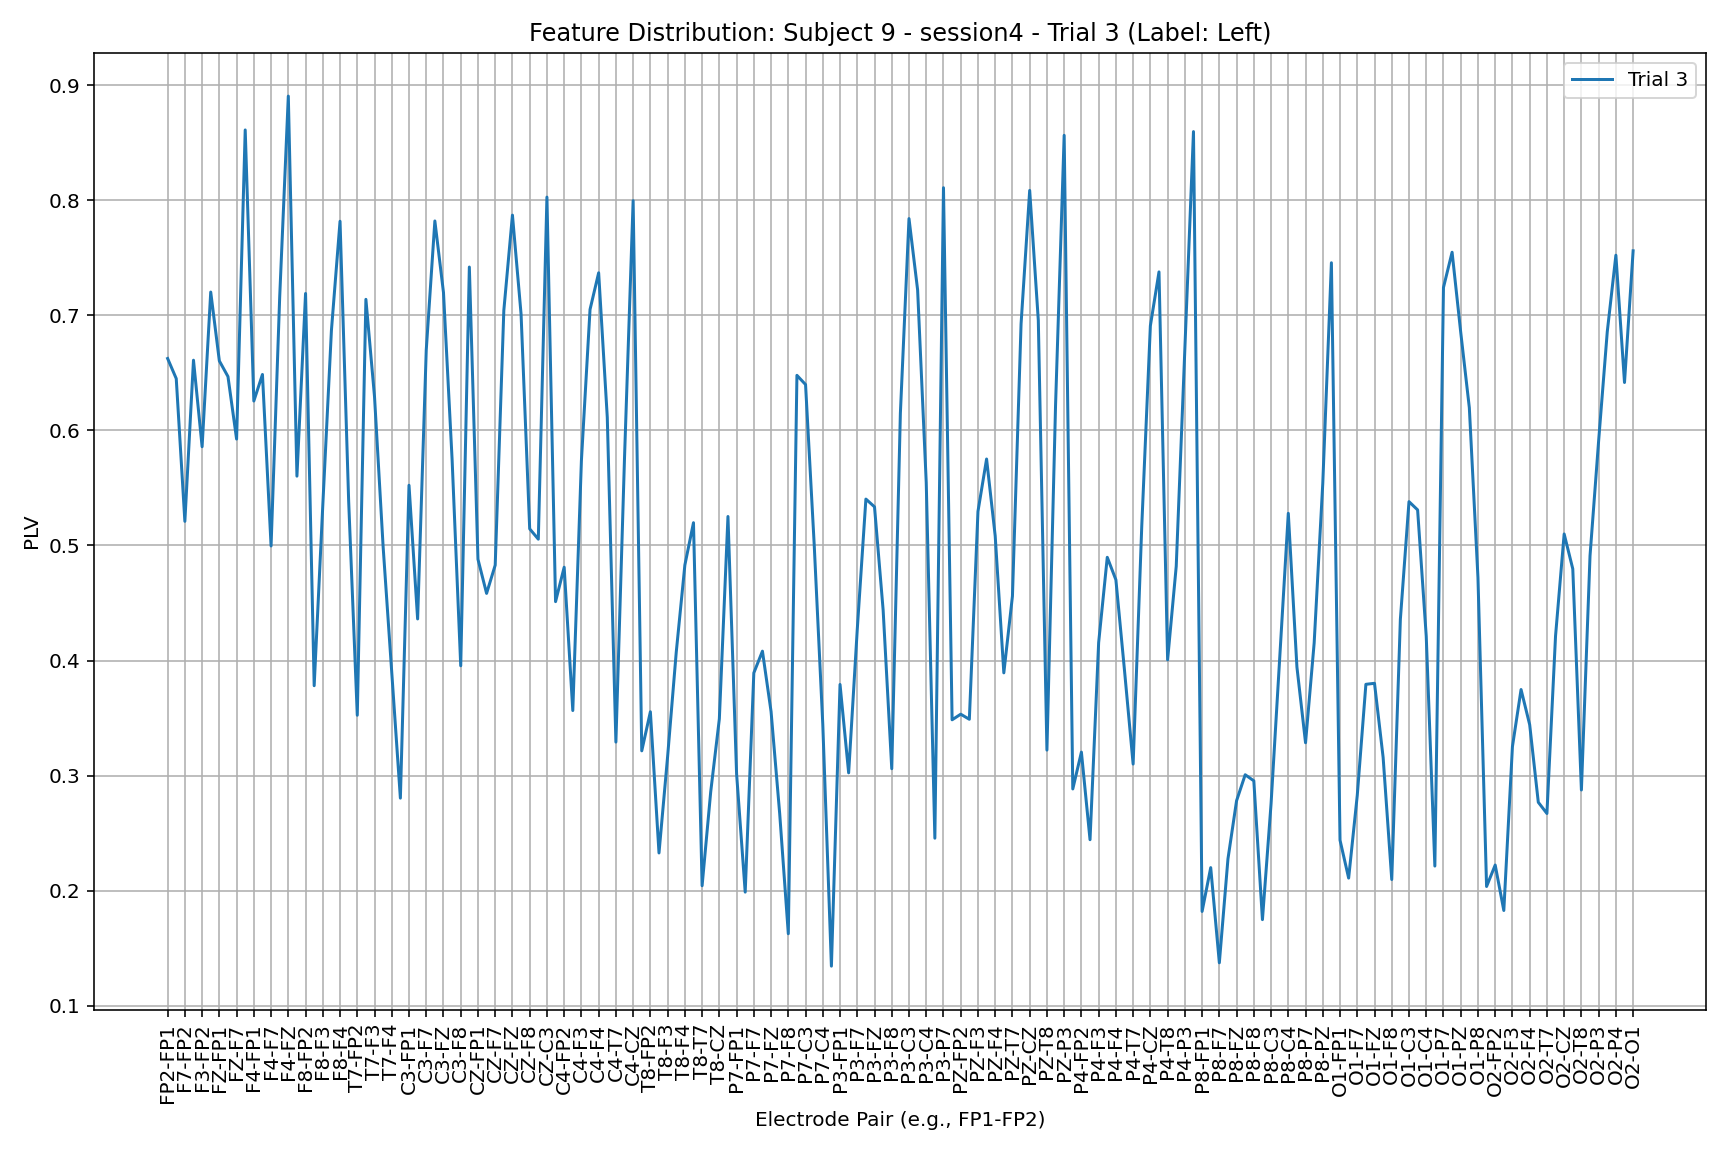 Feature Distribution: Subject 9 - session4 - Trial 3 (Label: Left)
Trial 3
PLV
0.9
0.8
0.7
0.6
0.5
0.4
0.3
0.2
0.1
FP2-FP1
F7-FP2
F3-FP2
FZ-FP1
FZ-F7
F4-FP1
F4-F7
F4-FZ
F8-FP2
F8-F3
F8-F4
T7-FP2
T7-F3
T7-F4
C3-FP1
C3-F7
C3-FZ
C3-F8
CZ-FP1
CZ-F7
CZ-FZ
CZ-F8
CZ-C3
C4-FP2
C4-F3
C4-F4
C4-T7
C4-CZ
T8-FP2
T8-F3
T8-F4
T8-T7
T8-CZ
P7-FP1
P7-F7
P7-FZ
P7-F8
P7-C3
P7-C4
P3-FP1
P3-F7
P3-FZ
P3-F8
P3-C3
P3-C4
P3-P7
PZ-FP2
PZ-F3
PZ-F4
PZ-T7
PZ-CZ
PZ-T8
PZ-P3
P4-FP2
P4-F3
P4-F4
P4-T7
P4-CZ
P4-T8
P4-P3
P8-FP1
P8-F7
P8-FZ
P8-F8
P8-C3
P8-C4
P8-P7
P8-PZ
O1-FP1
O1-F7
O1-FZ
O1-F8
O1-C3
O1-C4
O1-P7
O1-PZ
O1-P8
O2-FP2
O2-F3
O2-F4
O2-T7
O2-CZ
O2-T8
O2-P3
O2-P4
O2-O1
Electrode Pair (e.g., FP1-FP2)